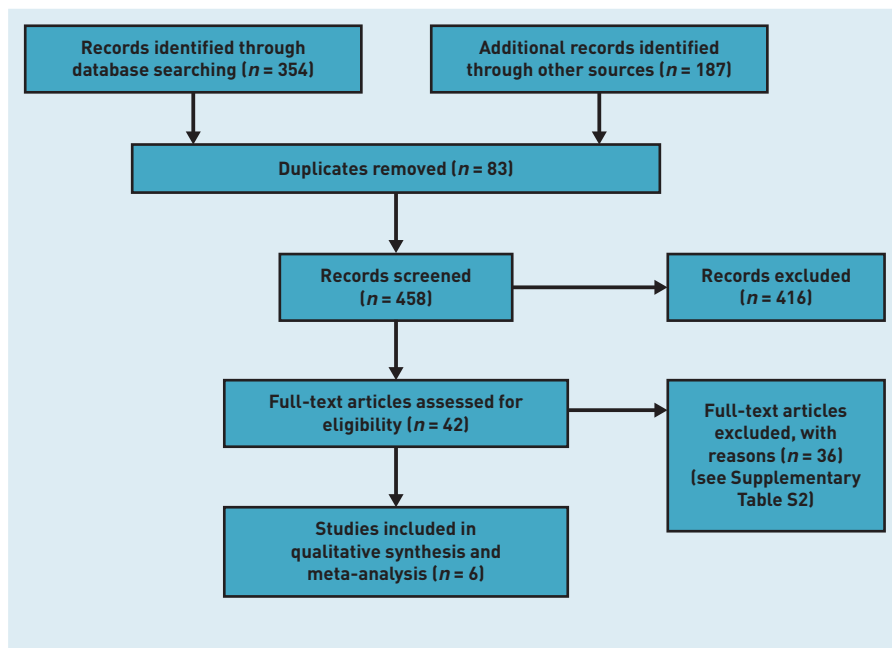 Records identified through
database searching (n = 354)
Additional records identified
through other sources (n = 187)
Duplicates removed (n = 83)
Records screened
(n = 458)
Records excluded
(n = 416)
Full-text articles assessed for
eligibility (n = 42)
Full-text articles
excluded, with
reasons (n = 36)
(see Supplementary
Table S2)
Studies included in
qualitative synthesis and
meta-analysis (n = 6)